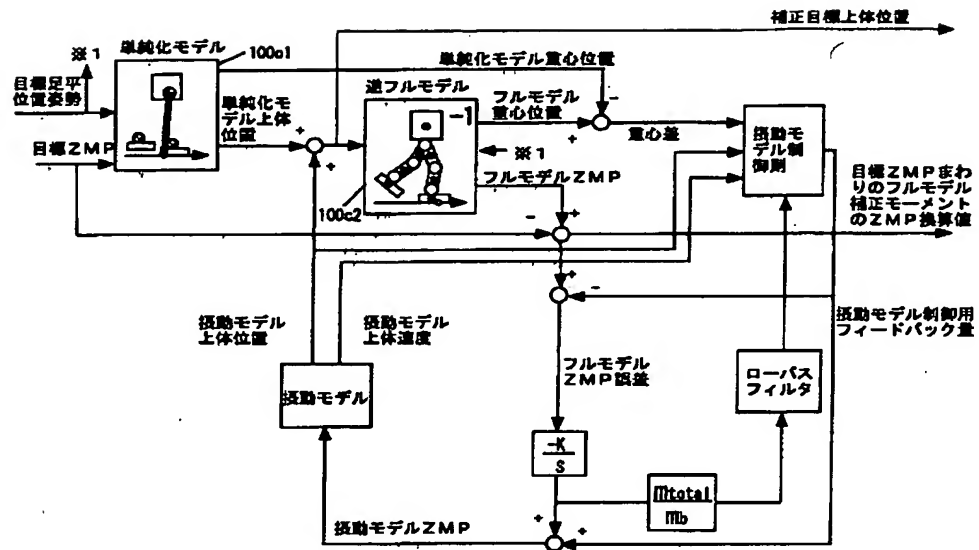 補正目標上体位置
※1
単純化モデル
100c1
単純化モデル重心位置
目標足平
位置姿勢
逆フルモデル
フルモデル
重心位置
単純化モ
デル上体
位置
-1
-
+
重心差
摂動モ
デル制
御則
+
+
※1
目標ZMP
フルモデルZMP
100c2
目標ZMPまわ
りのフルモデル
補正モーメント
のZMP換算値
-
+
+
-
摂動モデル
上体位置
摂動モデル
上体速度
摂動モデル制御用
フィードバック量
フルモデル
ZMP誤差
ローパス
フィルタ
摂動モデル
-K
S
mtotal
mb
摂動モデルZMP
+
+